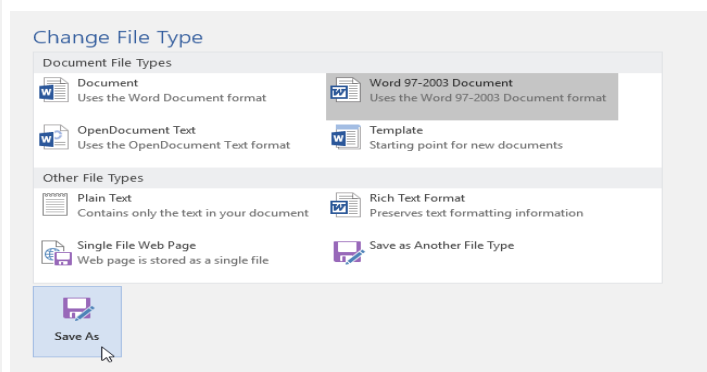 Change File Type
Document File Types
Document
Uses the Word Document format
Word 97-2003 Document
Uses the Word 97-2003 Document format
OpenDocument Text
Uses the OpenDocument Text format
Template
Starting point for new documents
Other File Types
Plain Text
Contains only the text in your document
Rich Text Format
Preserves text formatting information
Single File Web Page
Web page is stored as a single file
Save as Another File Type
Save As